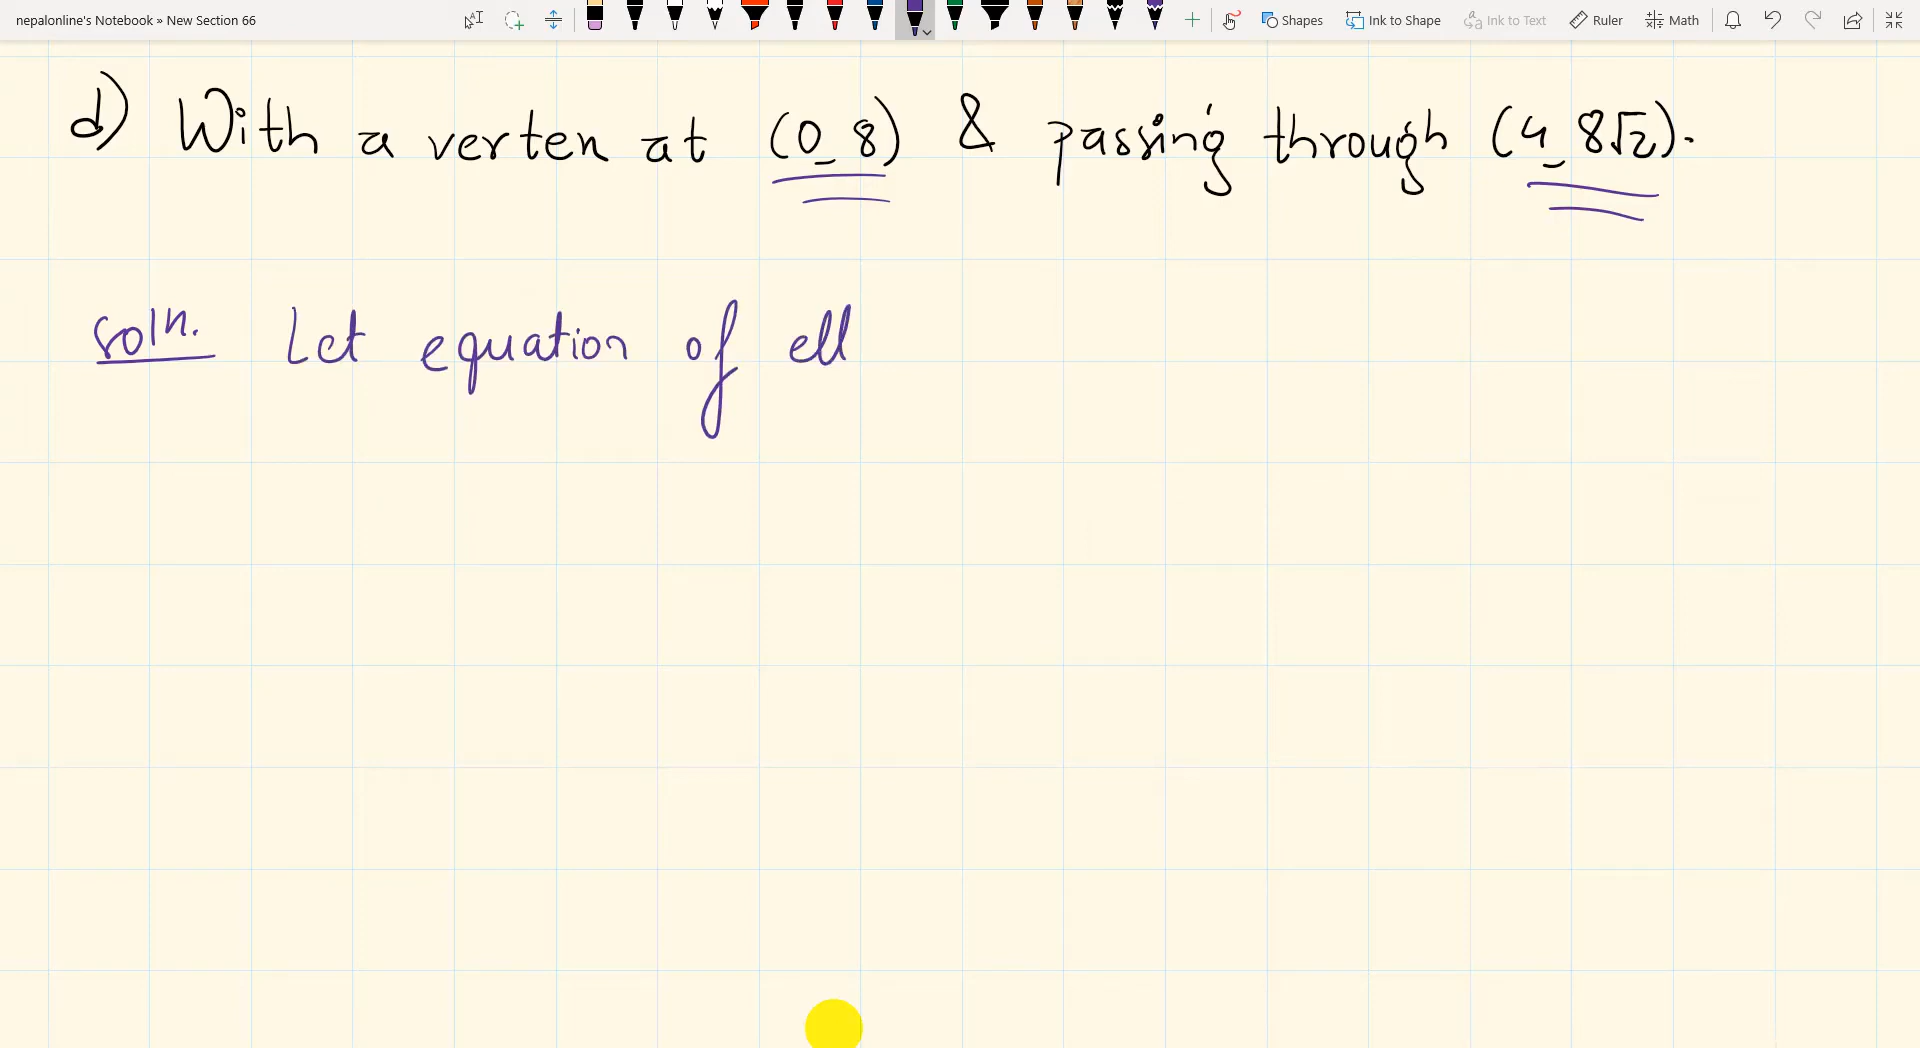 nepalonline's Notebook » New Section 66
Shapes Ink to Shape Ink to Text Ruler Math
d) With a verten at (0, 8) & passing through (4, 8√2).
soln. Let equation of ell